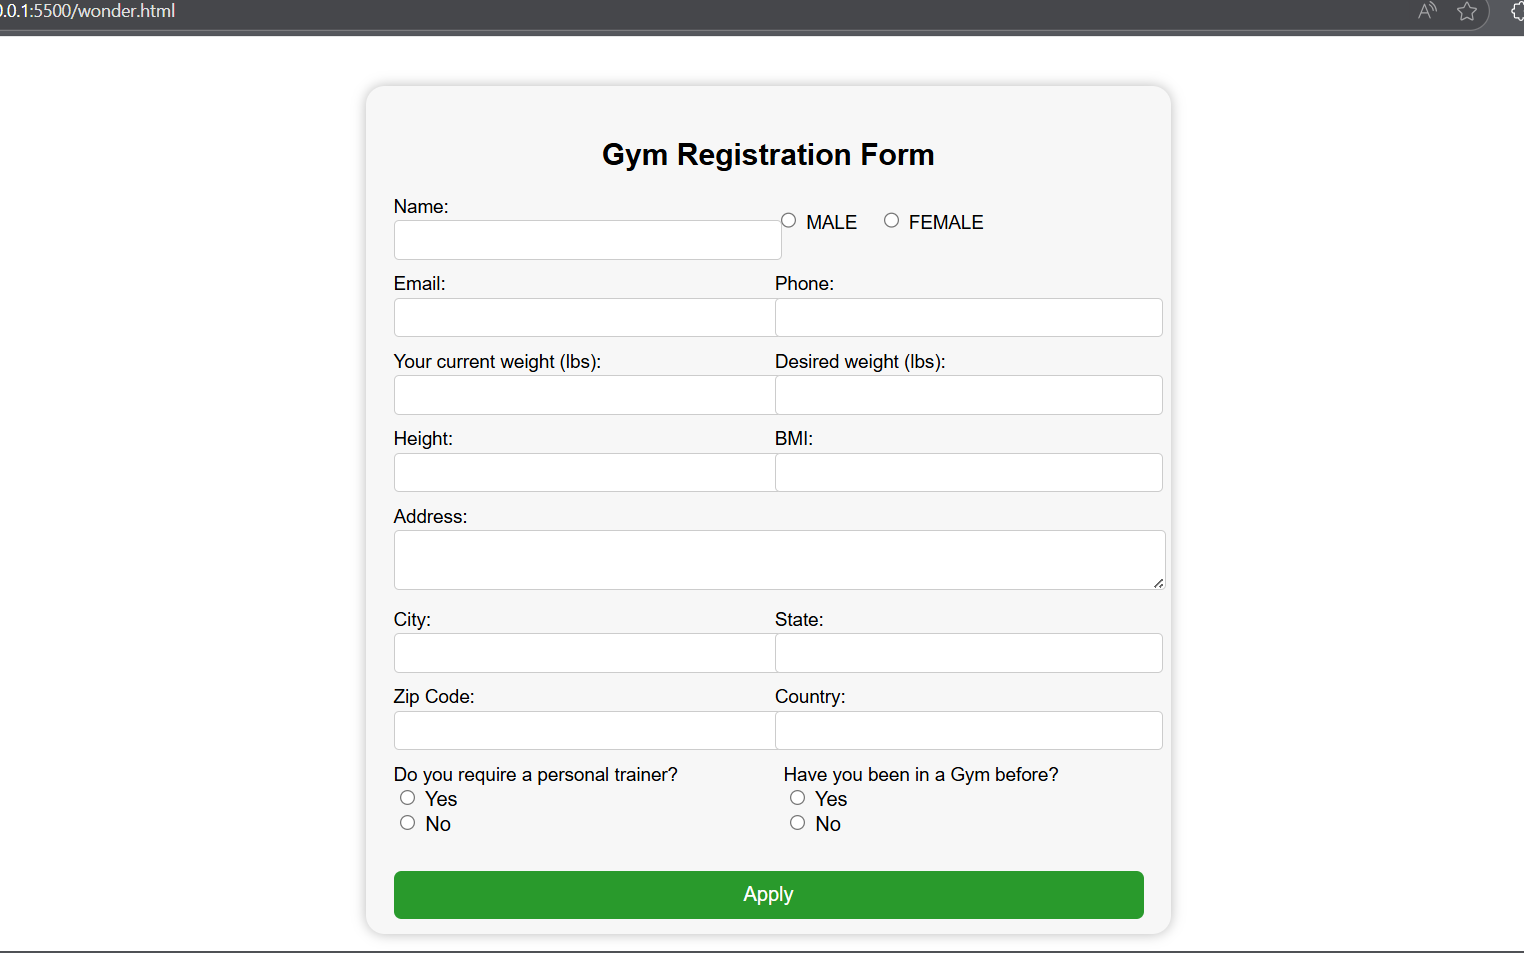 0.0.1:5500/wonder.html
Gym Registration Form
Name:
MALE FEMALE
Email: Phone:
Your current weight (lbs): Desired weight (lbs):
Height: BMI:
Address:
City: State:
Zip Code: Country:
Do you require a personal trainer? Have you been in a Gym before?
Yes Yes
No No
Apply